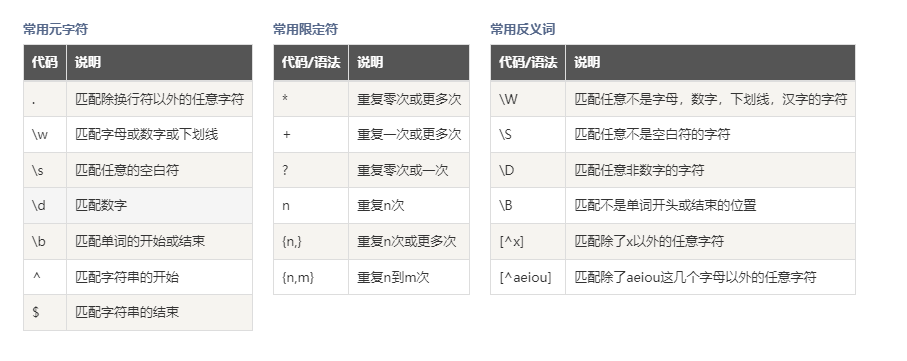 常用元字符
代码 说明
. 匹配除换行符以外的任意字符
\w 匹配字母或数字或下划线
\s 匹配任意的空白符
\d 匹配数字
\b 匹配单词的开始或结束
^ 匹配字符串的开始
$ 匹配字符串的结束
常用限定符
代码/语法 说明
* 重复零次或更多次
+ 重复一次或更多次
? 重复零次或一次
n 重复n次
{n,} 重复n次或更多次
{n,m} 重复n到m次
常用反义词
代码/语法 说明
\W 匹配任意不是字母，数字，下划线，汉字的字符
\S 匹配任意不是空白符的字符
\D 匹配任意非数字的字符
\B 匹配不是单词开头或结束的位置
[^x] 匹配除了x以外的任意字符
[^aeiou] 匹配除了aeiou这几个字母以外的任意字符